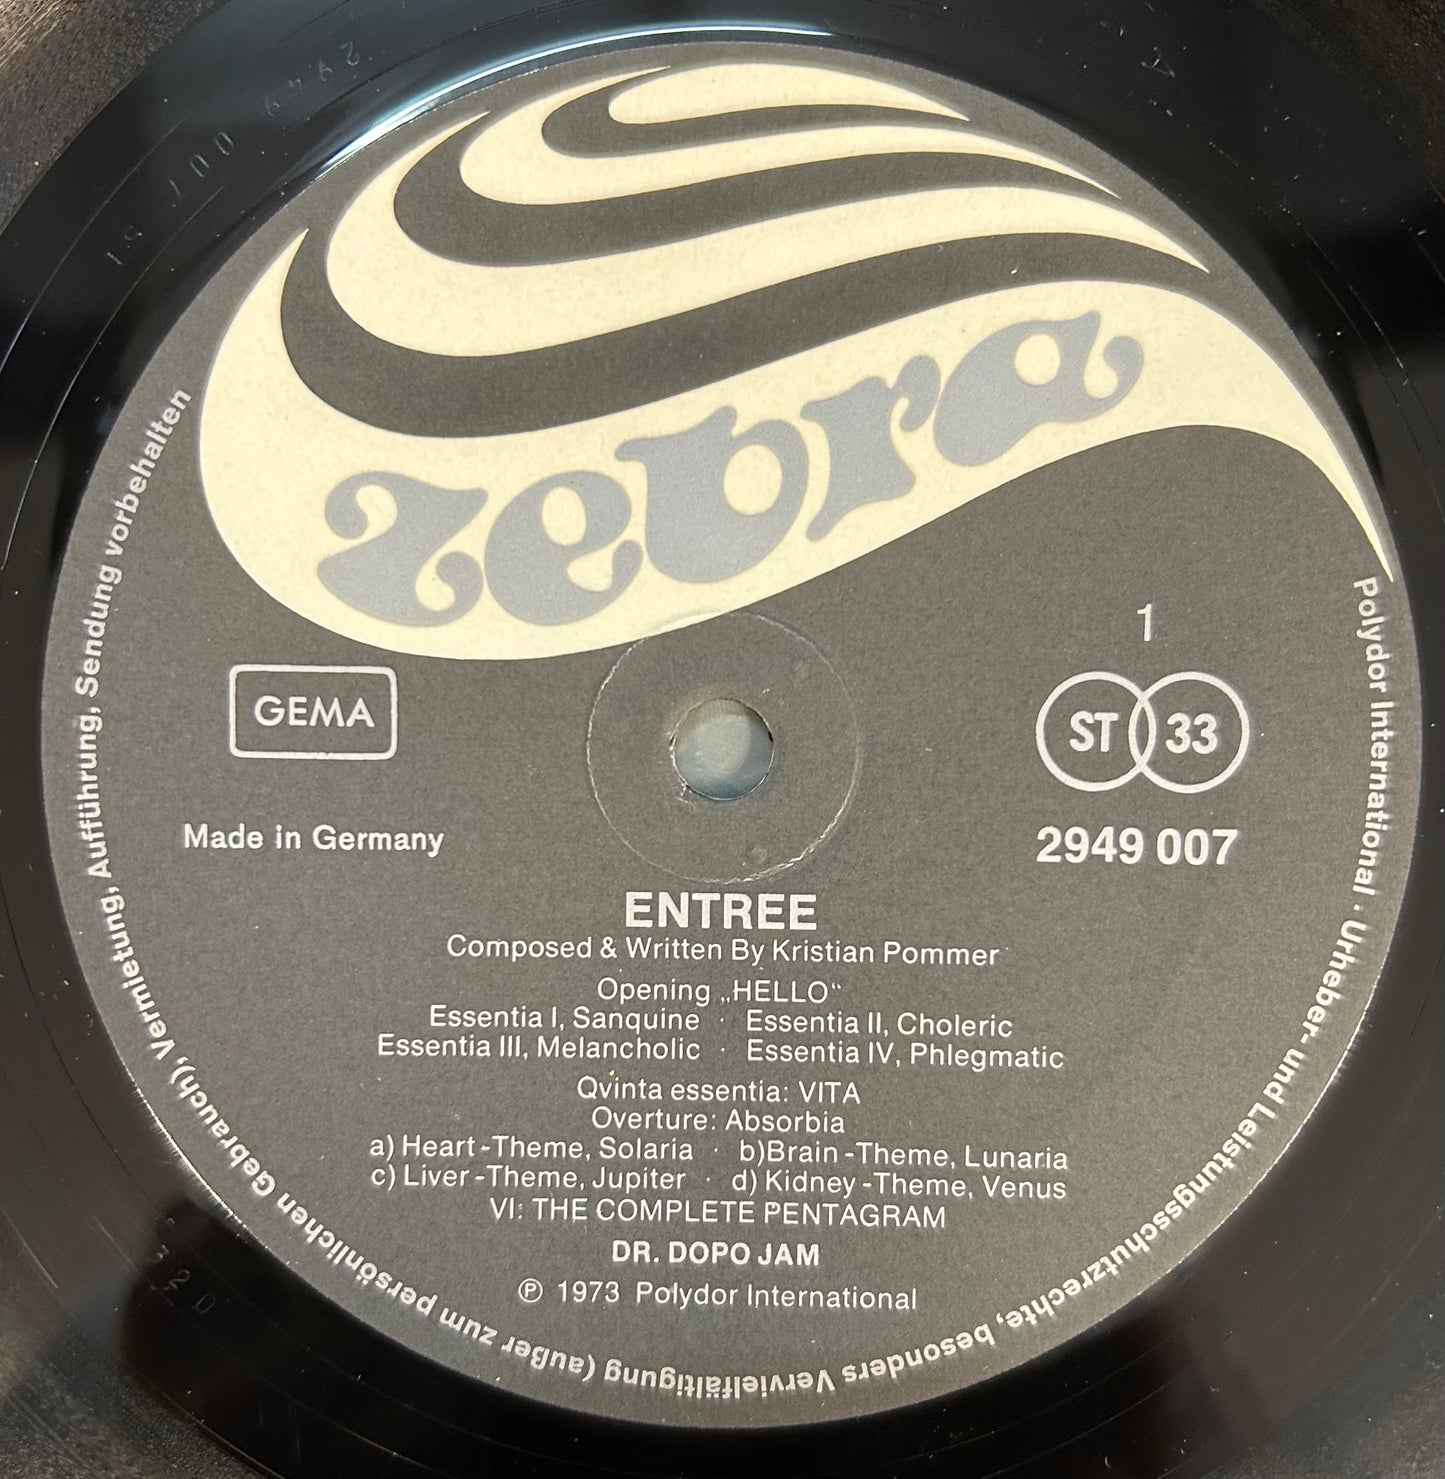 zebra
GEMA
1
ST 33
Made in Germany
2949 007
ENTREE
Composed & Written By Kristian Pommer
Opening „HELLO“
Essentia I, Sanquine · Essentia II, Choleric
Essentia III, Melancholic · Essentia IV, Phlegmatic
Qvinta essentia: VITA
Overture: Absorbia
a) Heart-Theme, Solaria · b)Brain-Theme, Lunaria
c) Liver-Theme, Jupiter · d) Kidney-Theme, Venus
VI: THE COMPLETE PENTAGRAM
DR. DOPO JAM
℗ 1973 Polydor International
Polydor International · Urheber- und Leistungsschutzrechte, besonders Vervielfältigung (außer zum persönlichen Gebrauch), Vermietung, Aufführung, Sendung vorbehalten
320